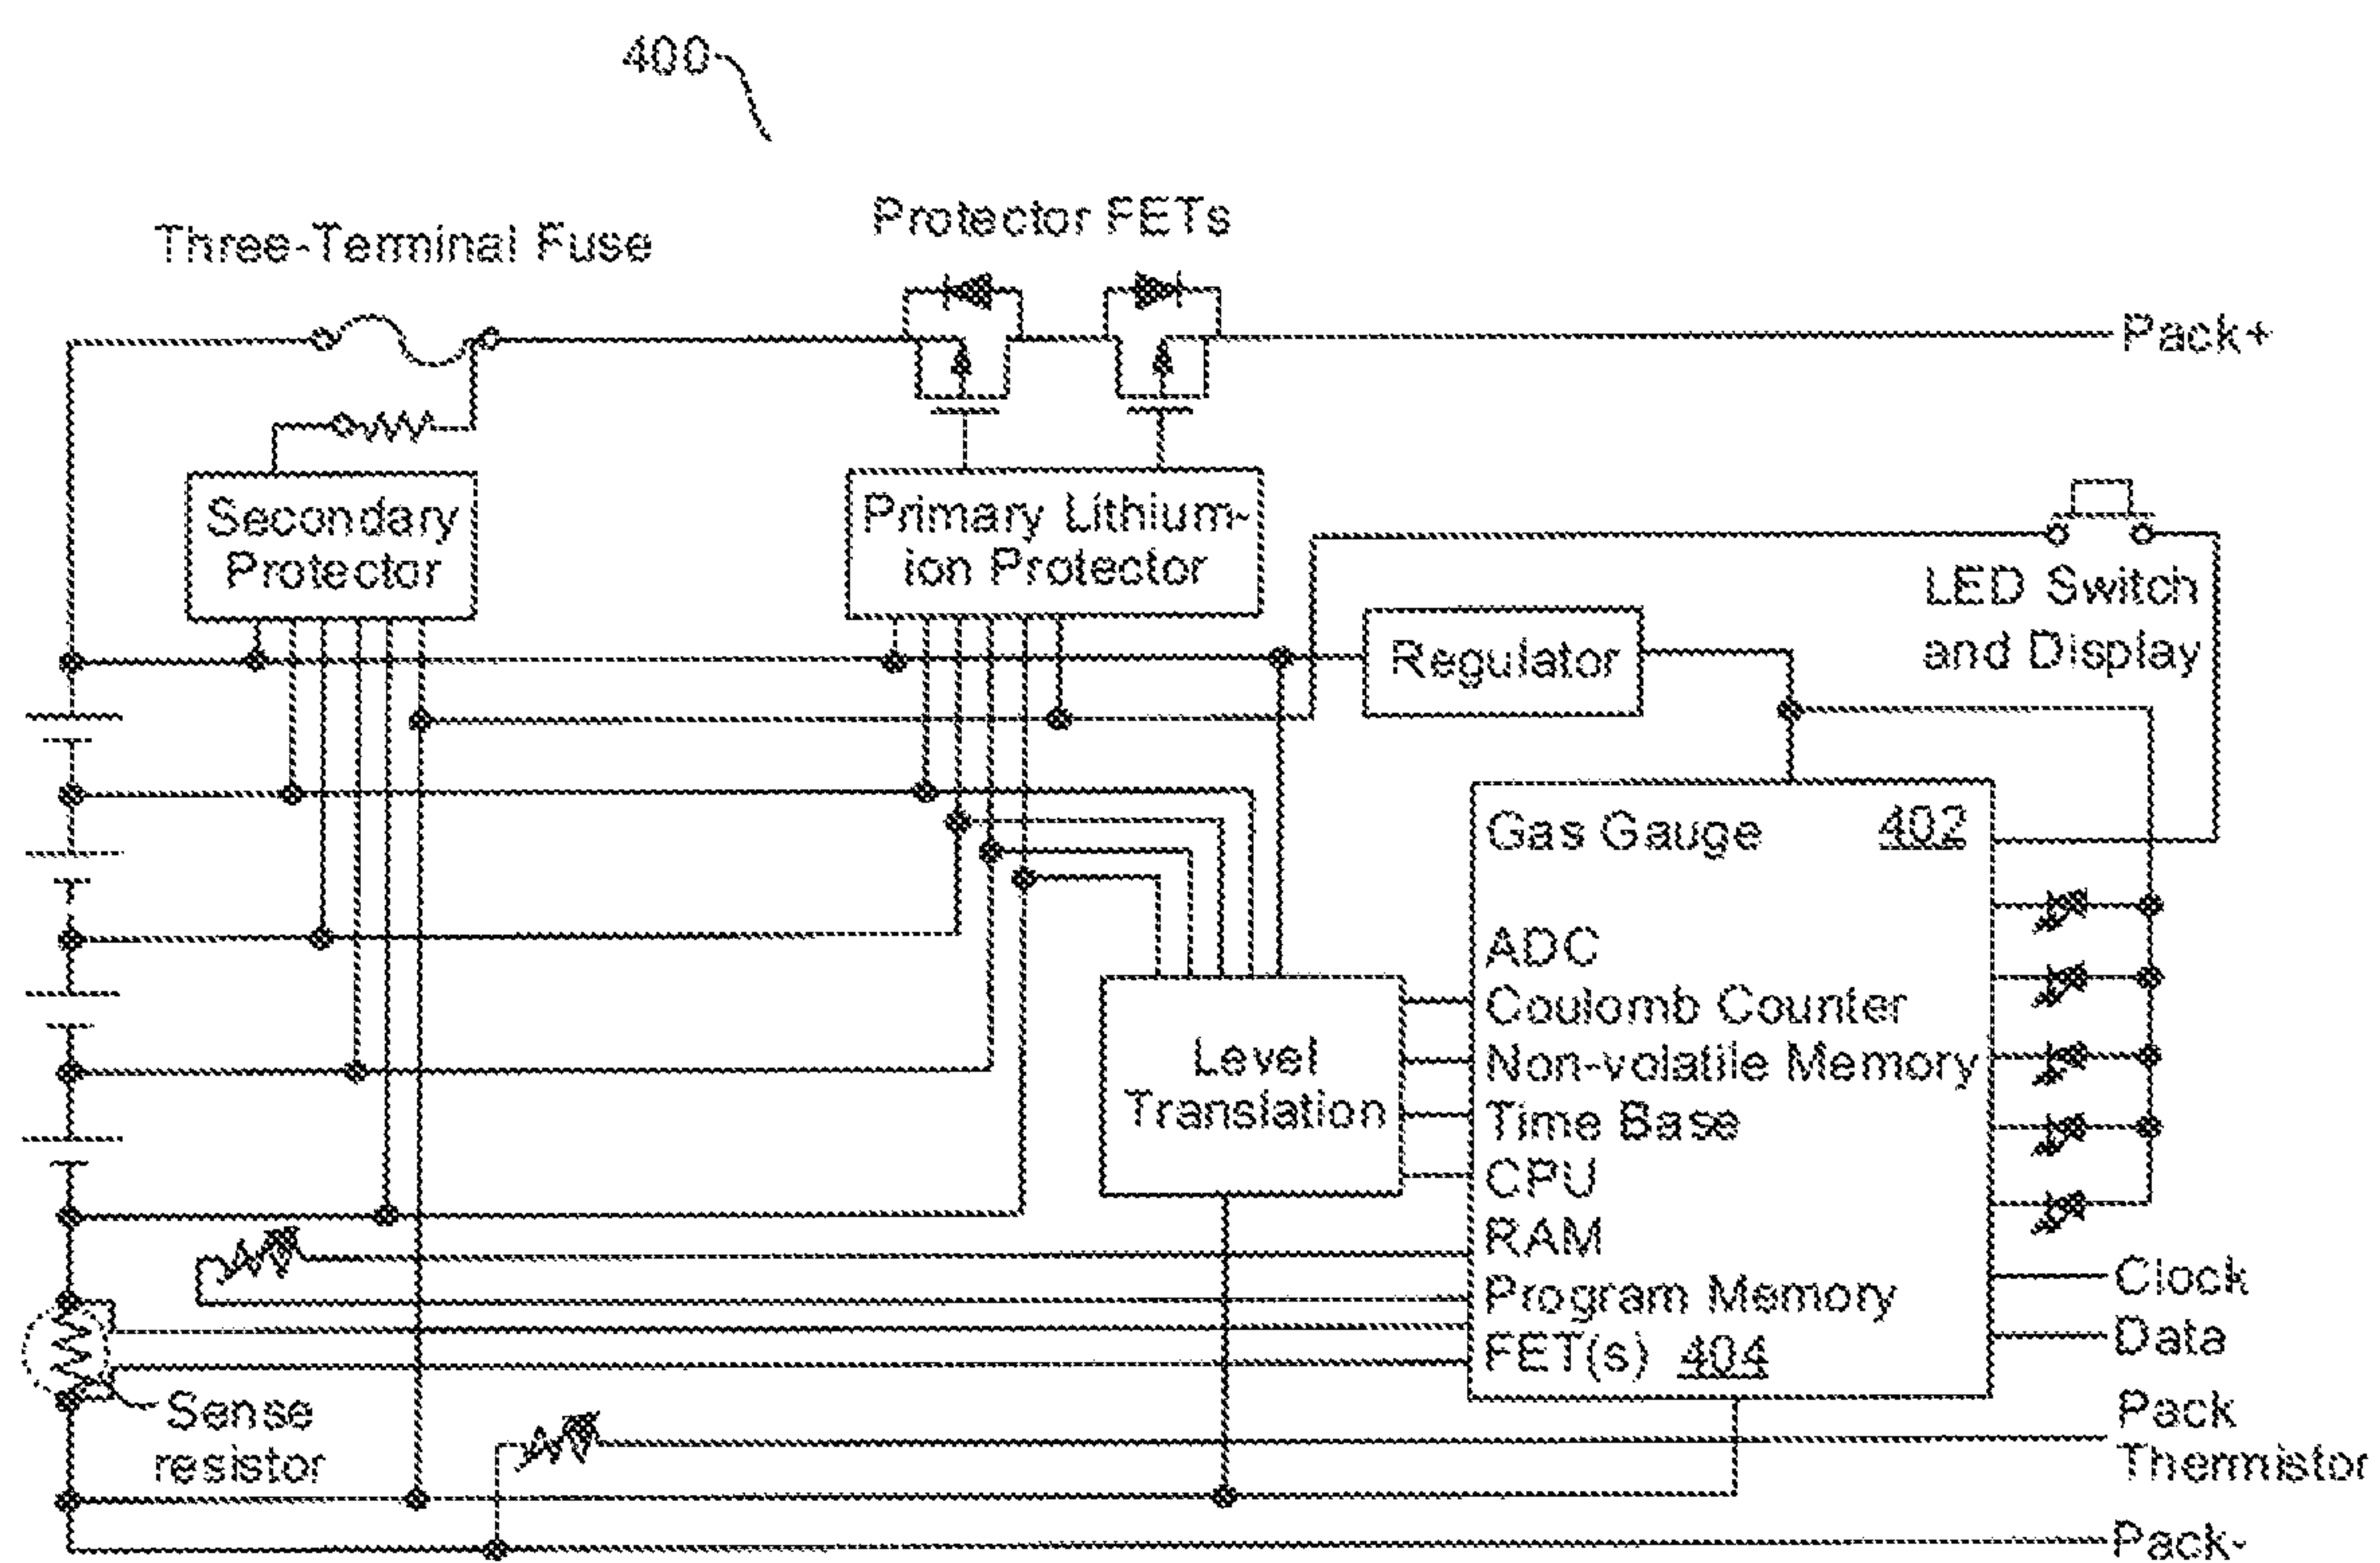 400
Protector FETs
Three-Terminal Fuse
Pack+
Secondary
Protector
Primary Lithium-
ion Protector
LED Switch
and Display
Regulator
Gas Gauge 402
ADC
Coulomb Counter
Non-volatile Memory
Time Base
CPU
RAM
Program Memory
FET(s) 404
Level
Translation
Clock
Data
Sense
resistor
Pack
Thermistor
Pack-